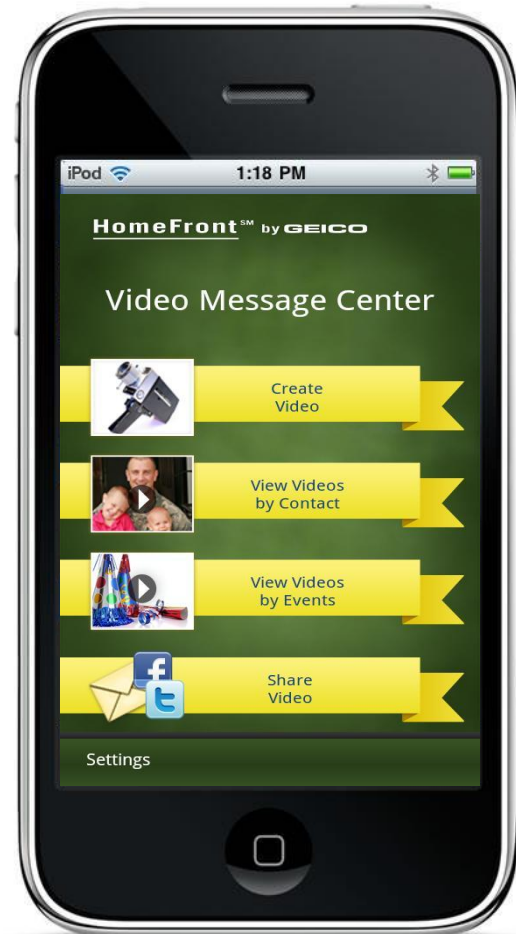 iPod 1:18 PM
HomeFront℠ by GEICO
Video Message Center
Create
Video
View Videos
by Contact
View Videos
by Events
Share
Video
Settings